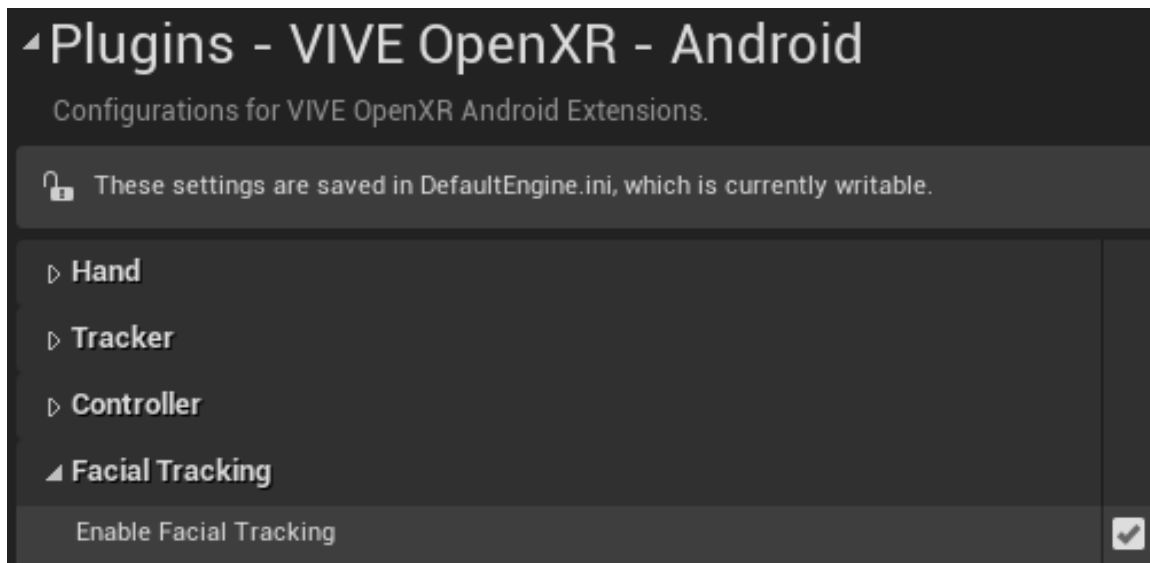 Plugins - VIVE OpenXR - Android
Configurations for VIVE OpenXR Android Extensions.
These settings are saved in DefaultEngine.ini, which is currently writable.
Hand
Tracker
Controller
Facial Tracking
Enable Facial Tracking